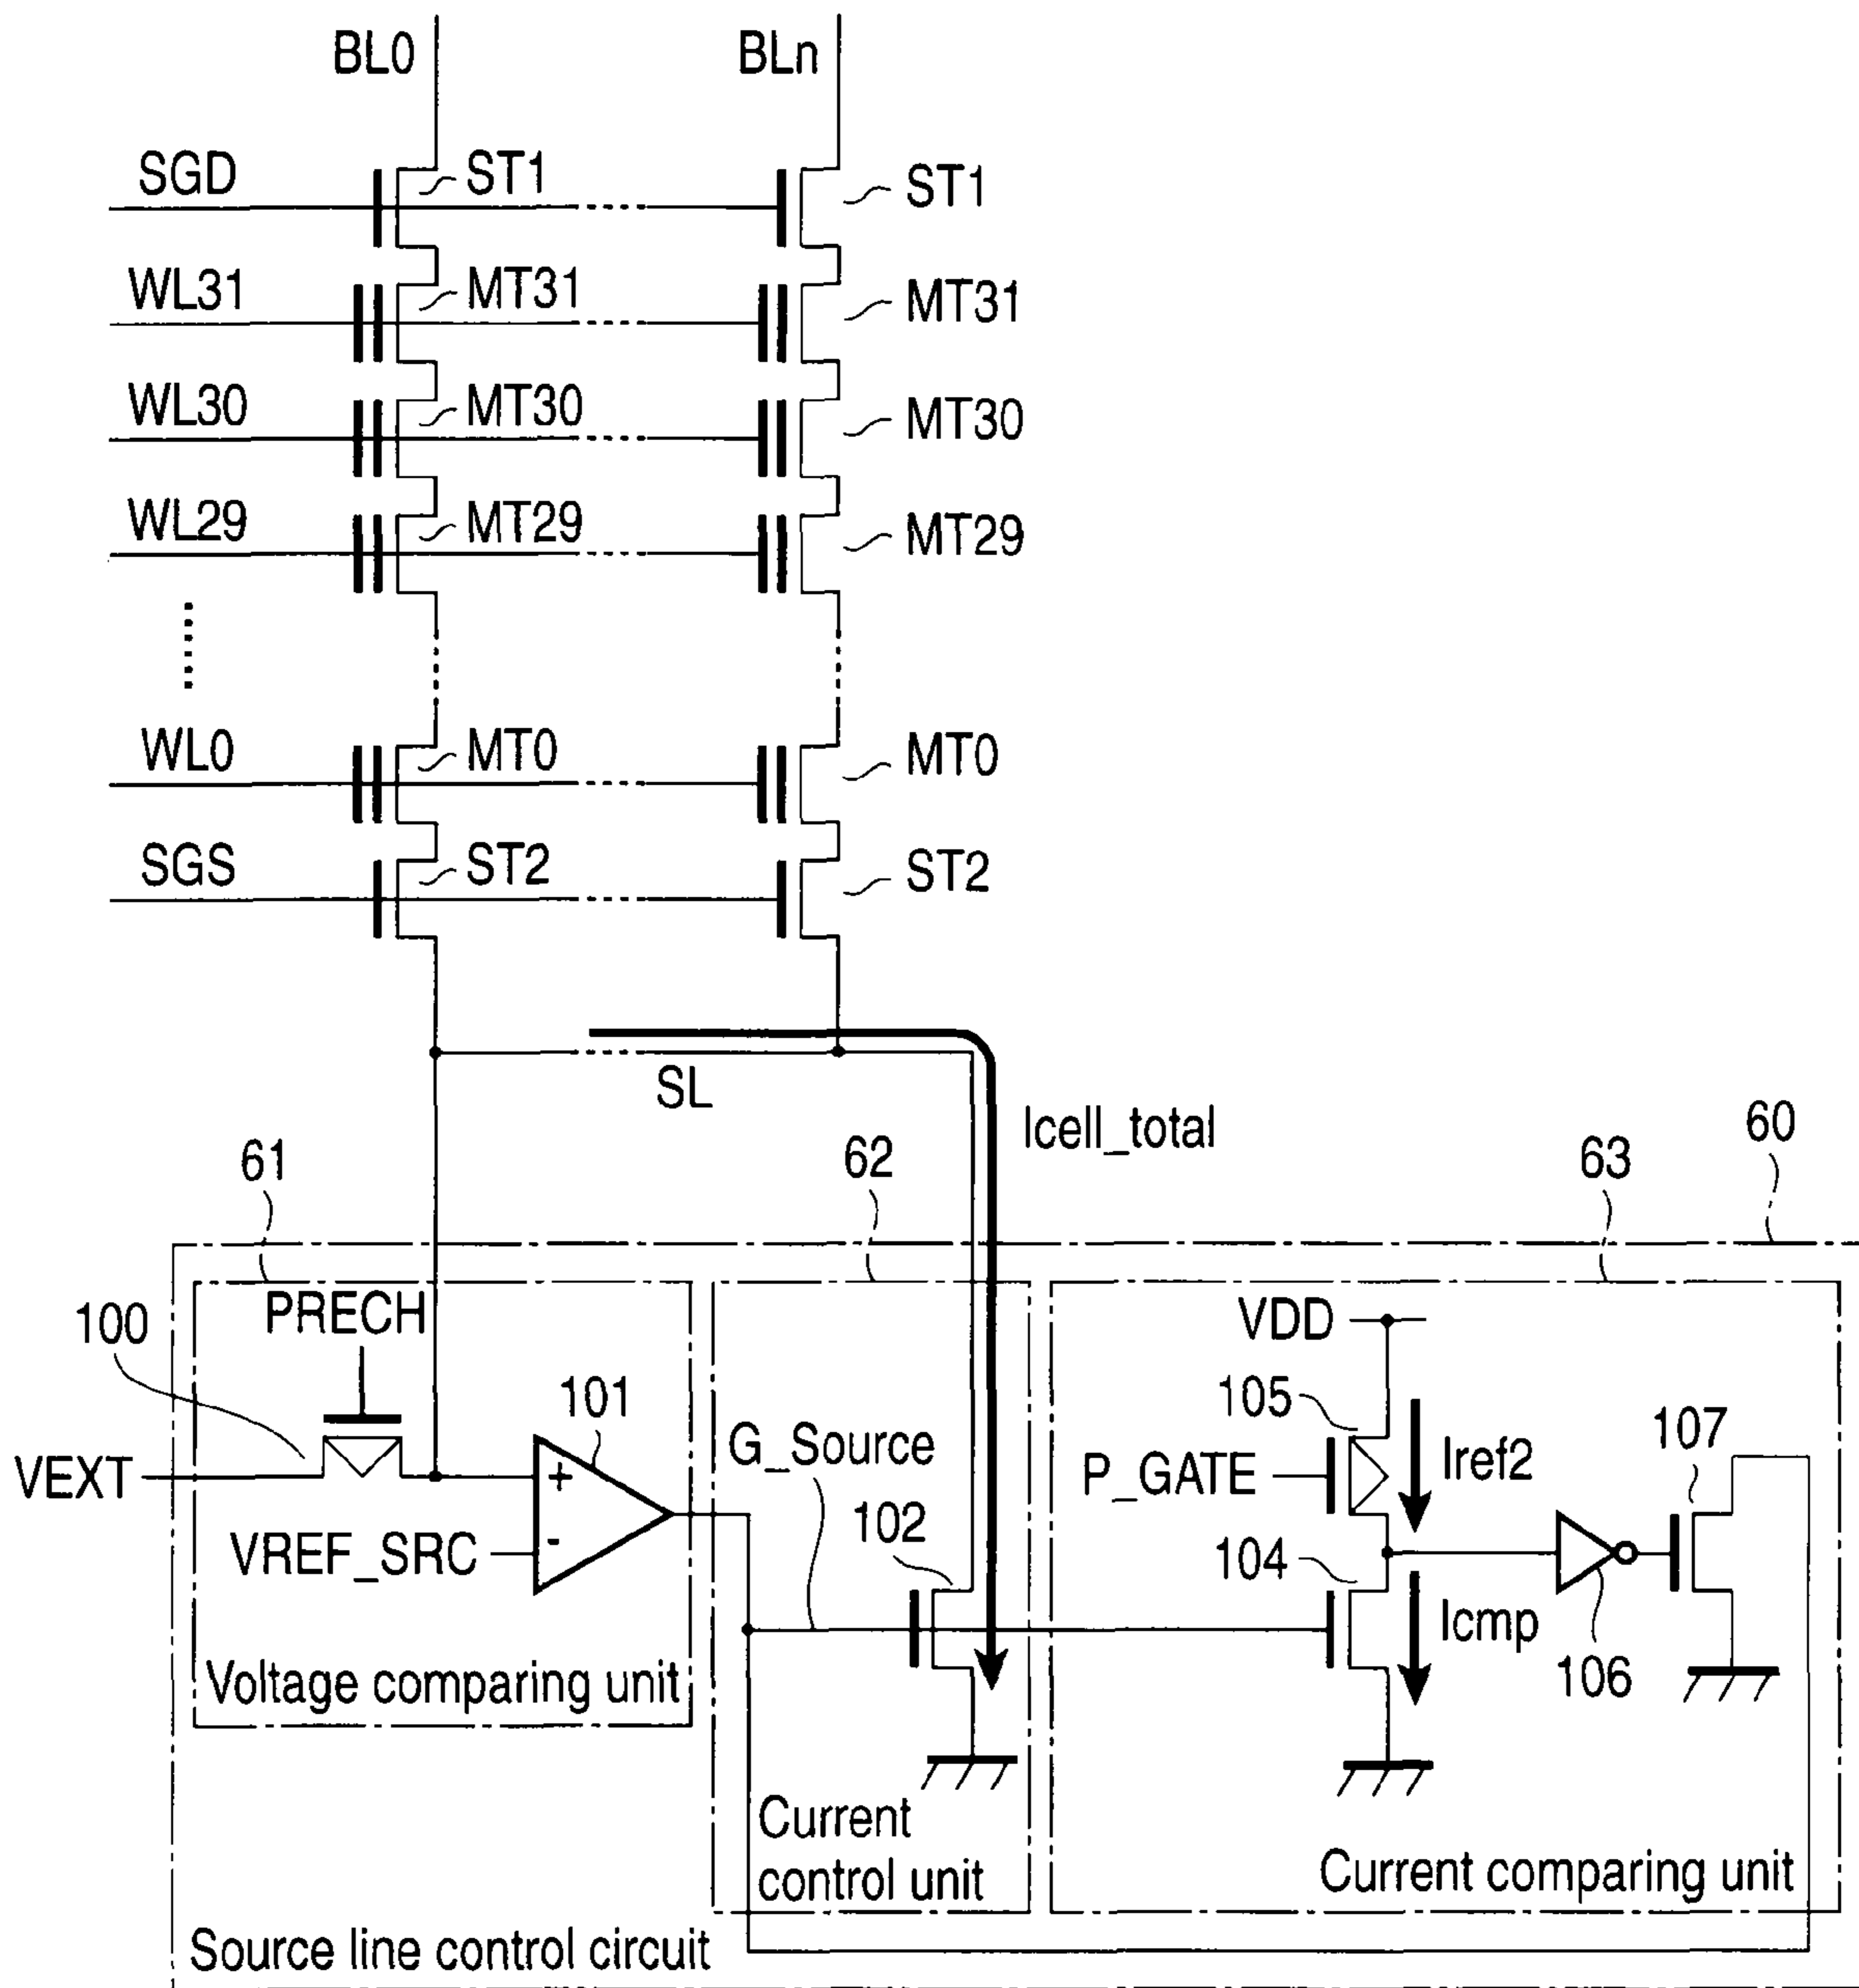 BL0 BLn
SGD ST1 ST1
WL31 MT31 MT31
WL30 MT30 MT30
WL29 MT29 MT29
WL0 MT0 MT0
SGS ST2 ST2
SL
Icell_total
61 62 63 60
100 PRECH VDD
101 105 107
G_Source
VEXT P_GATE Iref2
VREF_SRC 102 104
Icmp
106
Voltage comparing unit
Current
control unit
Current comparing unit
Source line control circuit
+
-